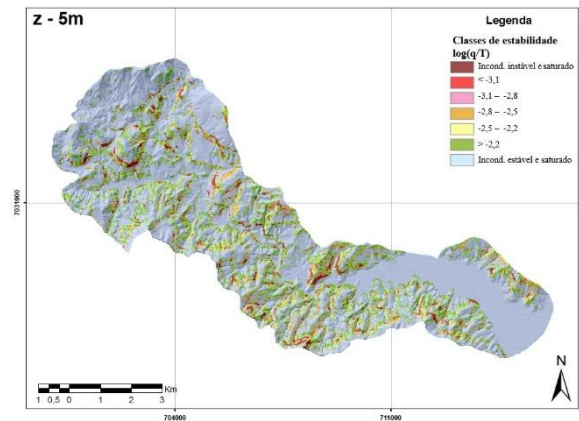 z - 5m
Legenda
Classes de estabilidade
log(q/T)
Incond. instável e saturado
< -3,1
-3,1 – -2,8
-2,8 – -2,5
-2,5 – -2,2
> -2,2
Incond. estável e saturado
7031000
N
Km
1 0,5 0 1 2 3
704000
711000